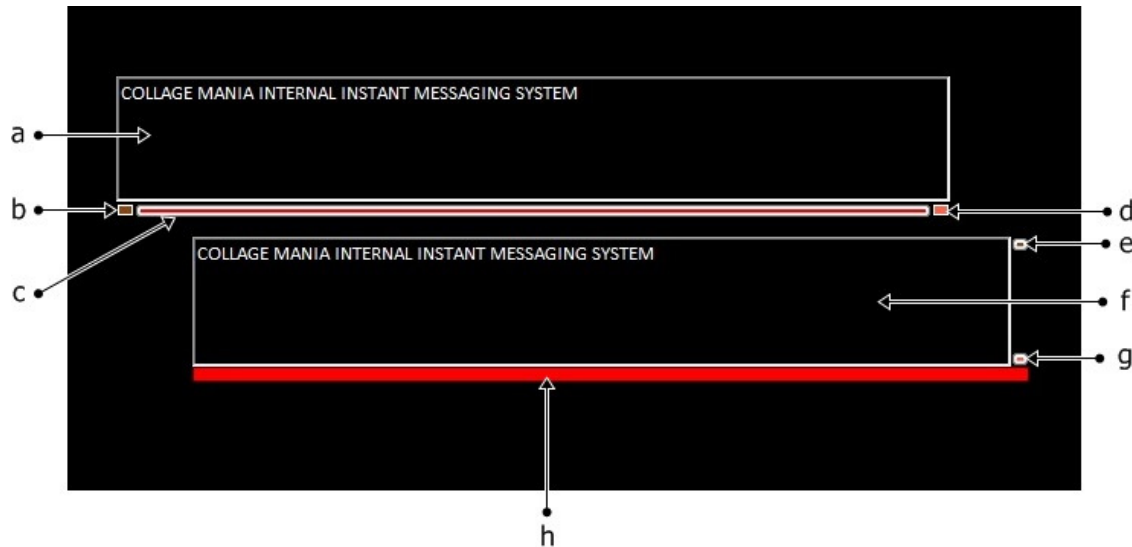 COLLAGE MANIA INTERNAL INSTANT MESSAGING SYSTEM
a
b
d
e
COLLAGE MANIA INTERNAL INSTANT MESSAGING SYSTEM
c
f
g
h